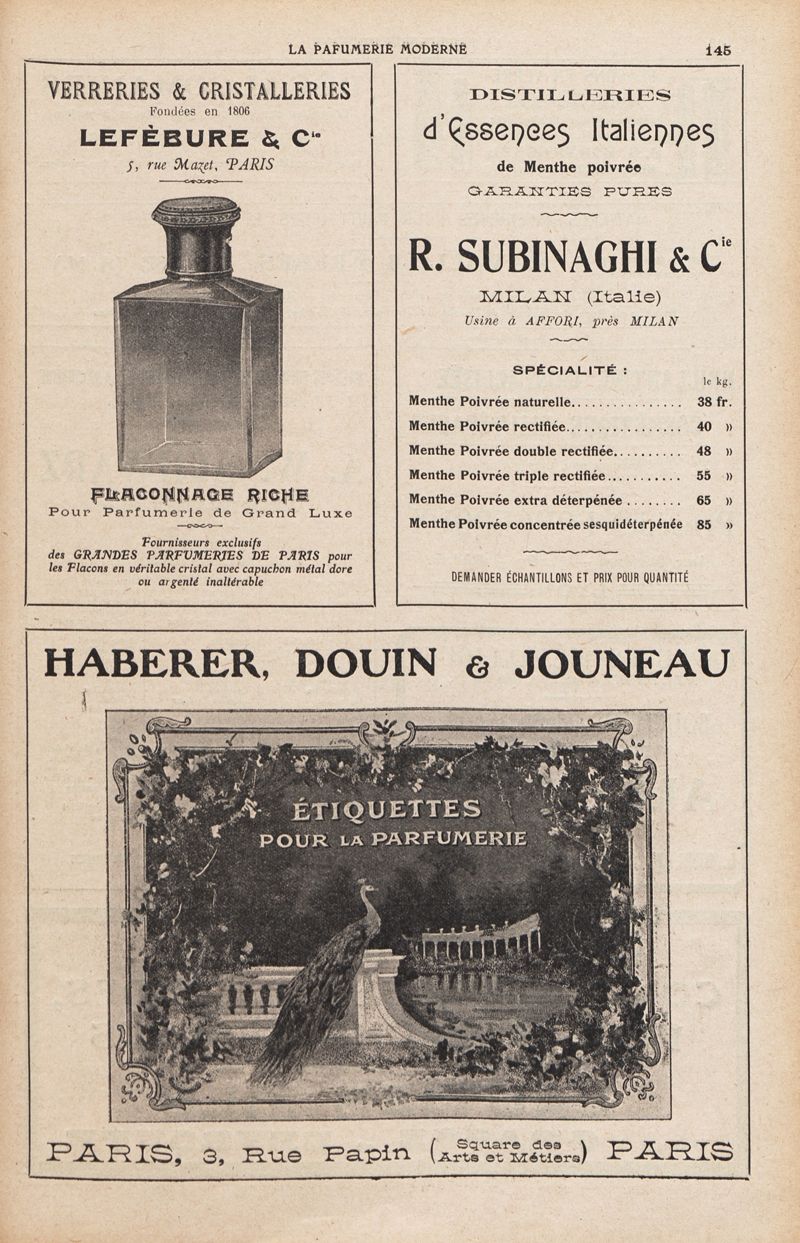 LA PAFUMERIE MODERNE
145
VERRERIES & CRISTALLERIES
Fondées en 1806
LEFÈBURE & Cie
5, rue Mazet, PARIS
FLACONNAGE RICHE
Pour Parfumerie de Grand Luxe
Fournisseurs exclusifs
des GRANDES PARFUMERIES DE PARIS pour
les Flacons en véritable cristal avec capuchon métal dore
ou argenté inaltérable
DISTILLERIES
d'Essences Italiennes
de Menthe poivrée
GARANTIES PURES
R. SUBINAGHI & Cie
MILAN (Italie)
Usine à AFFORI, près MILAN
SPÉCIALITÉ :
le kg.
Menthe Poivrée naturelle................ 38 fr.
Menthe Poivrée rectifiée................. 40 »
Menthe Poivrée double rectifiée.......... 48 »
Menthe Poivrée triple rectifiée........... 55 »
Menthe Poivrée extra déterpénée ........ 65 »
Menthe Poivrée concentrée sesquidéterpénée 85 »
DEMANDER ÉCHANTILLONS ET PRIX POUR QUANTITÉ
HABERER, DOUIN & JOUNEAU
ÉTIQUETTES
POUR LA PARFUMERIE
PARIS, 3, Rue Papin (Square des Arts et Métiers) PARIS